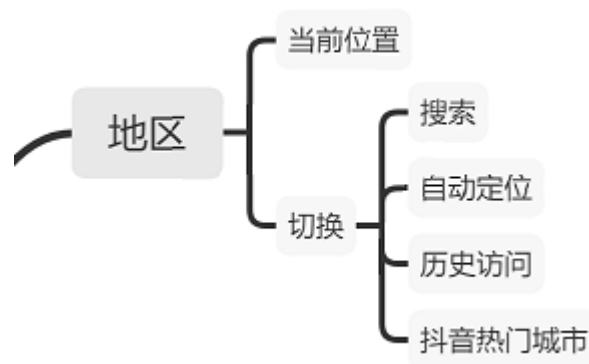 当前位置
地区
搜索
自动定位
切换
历史访问
抖音热门城市